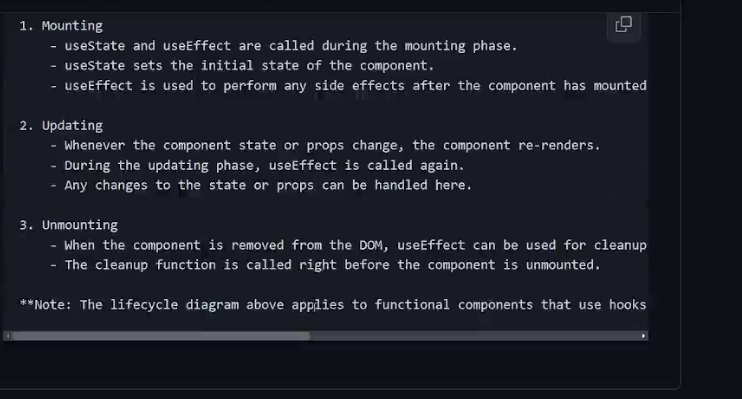 1. Mounting
- useState and useEffect are called during the mounting phase.
- useState sets the initial state of the component.
- useEffect is used to perform any side effects after the component has mounted
2. Updating
- Whenever the component state or props change, the component re-renders.
- During the updating phase, useEffect is called again.
- Any changes to the state or props can be handled here.
3. Unmounting
- When the component is removed from the DOM, useEffect can be used for cleanup
- The cleanup function is called right before the component is unmounted.
**Note: The lifecycle diagram above applies to functional components that use hooks